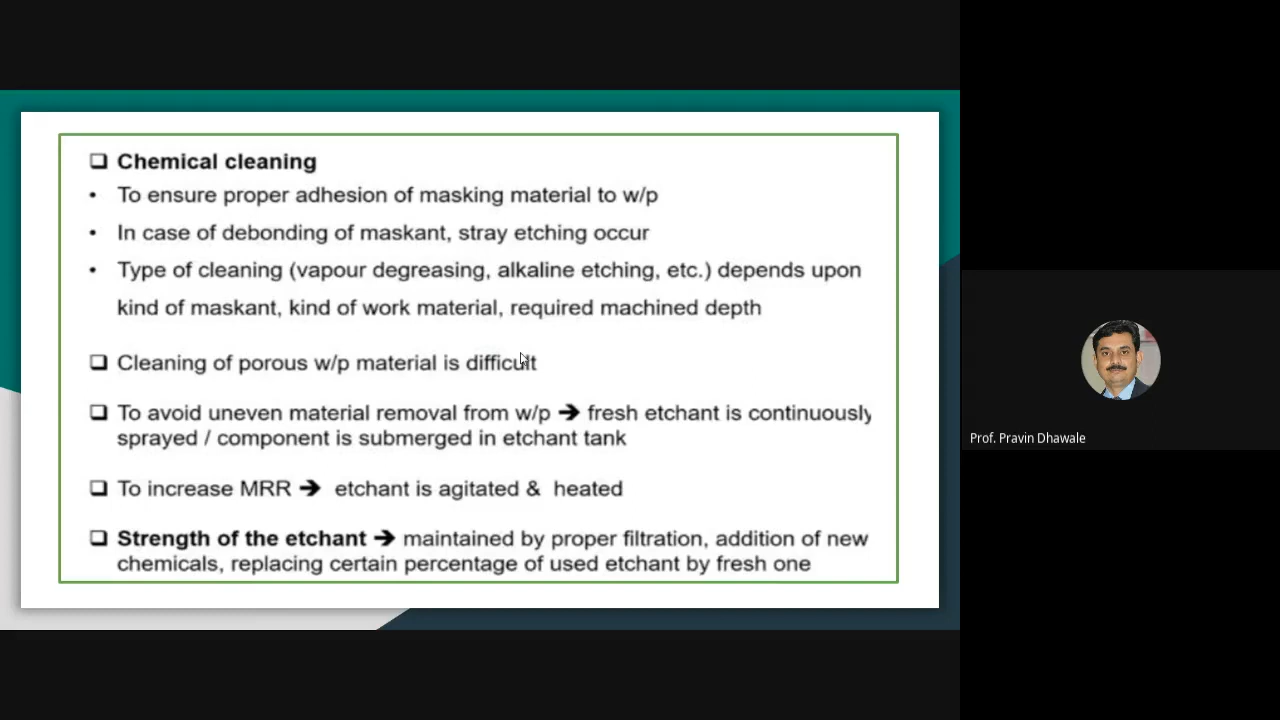 ❑ Chemical cleaning
• To ensure proper adhesion of masking material to w/p
• In case of debonding of maskant, stray etching occur
• Type of cleaning (vapour degreasing, alkaline etching, etc.) depends upon
kind of maskant, kind of work material, required machined depth
❑ Cleaning of porous w/p material is difficult
❑ To avoid uneven material removal from w/p ➔ fresh etchant is continuously
sprayed / component is submerged in etchant tank
❑ To increase MRR ➔ etchant is agitated & heated
❑ Strength of the etchant ➔ maintained by proper filtration, addition of new
chemicals, replacing certain percentage of used etchant by fresh one
Prof. Pravin Dhawale